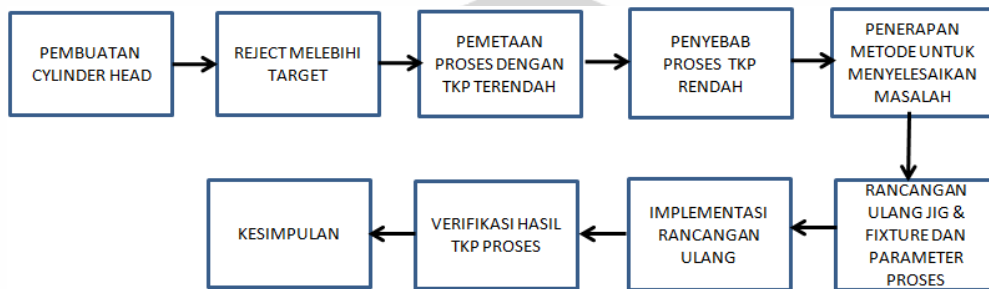 PEMBUATAN
CYLINDER HEAD
REJECT MELEBIHI
TARGET
PEMETAAN
PROSES DENGAN
TKP TERENDAH
PENYEBAB
PROSES TKP
RENDAH
PENERAPAN
METODE UNTUK
MENYELESAIKAN
MASALAH
RANCANGAN
ULANG JIG &
FIXTURE DAN
PARAMETER
PROSES
IMPLEMENTASI
RANCANGAN
ULANG
VERIFIKASI HASIL
TKP PROSES
KESIMPULAN